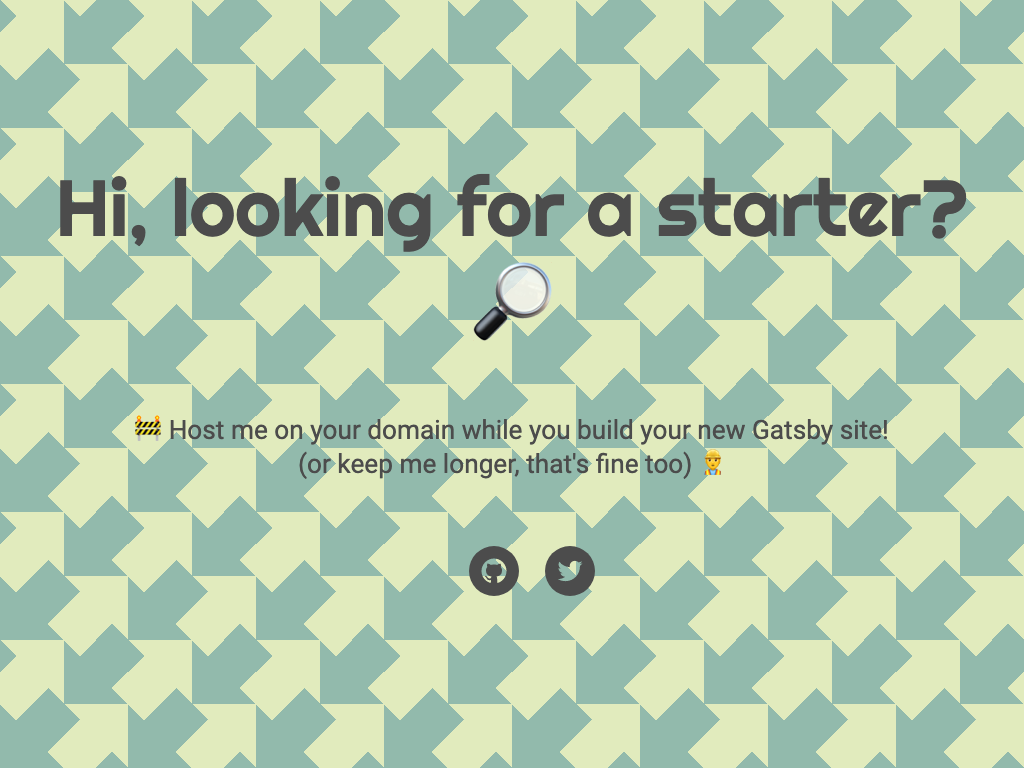 Hi, looking for a starter?
🔍
🚧 Host me on your domain while you build your new Gatsby site!
(or keep me longer, that's fine too) 👷